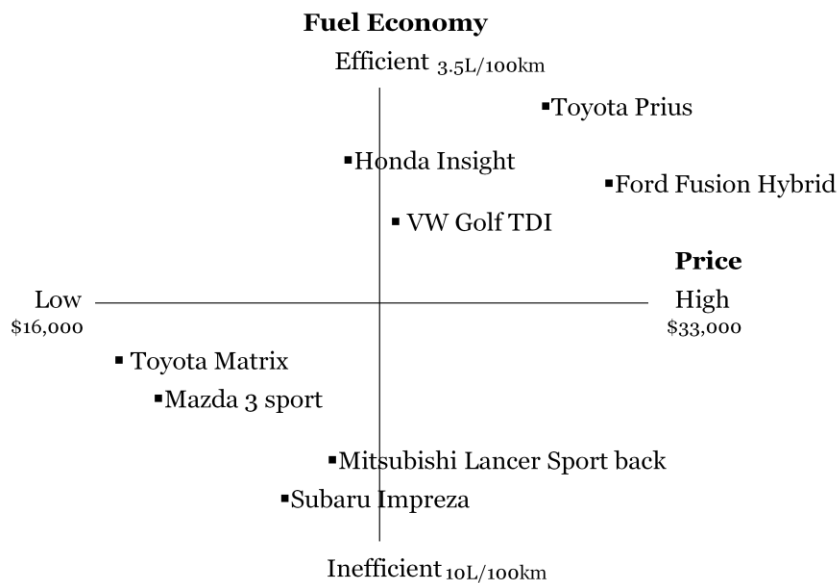 Fuel Economy
Efficient 3.5L/100km
Toyota Prius
Honda Insight
Ford Fusion Hybrid
VW Golf TDI
Price
Low
High
$16,000
$33,000
Toyota Matrix
Mazda 3 sport
Mitsubishi Lancer Sport back
Subaru Impreza
Inefficient 10L/100km